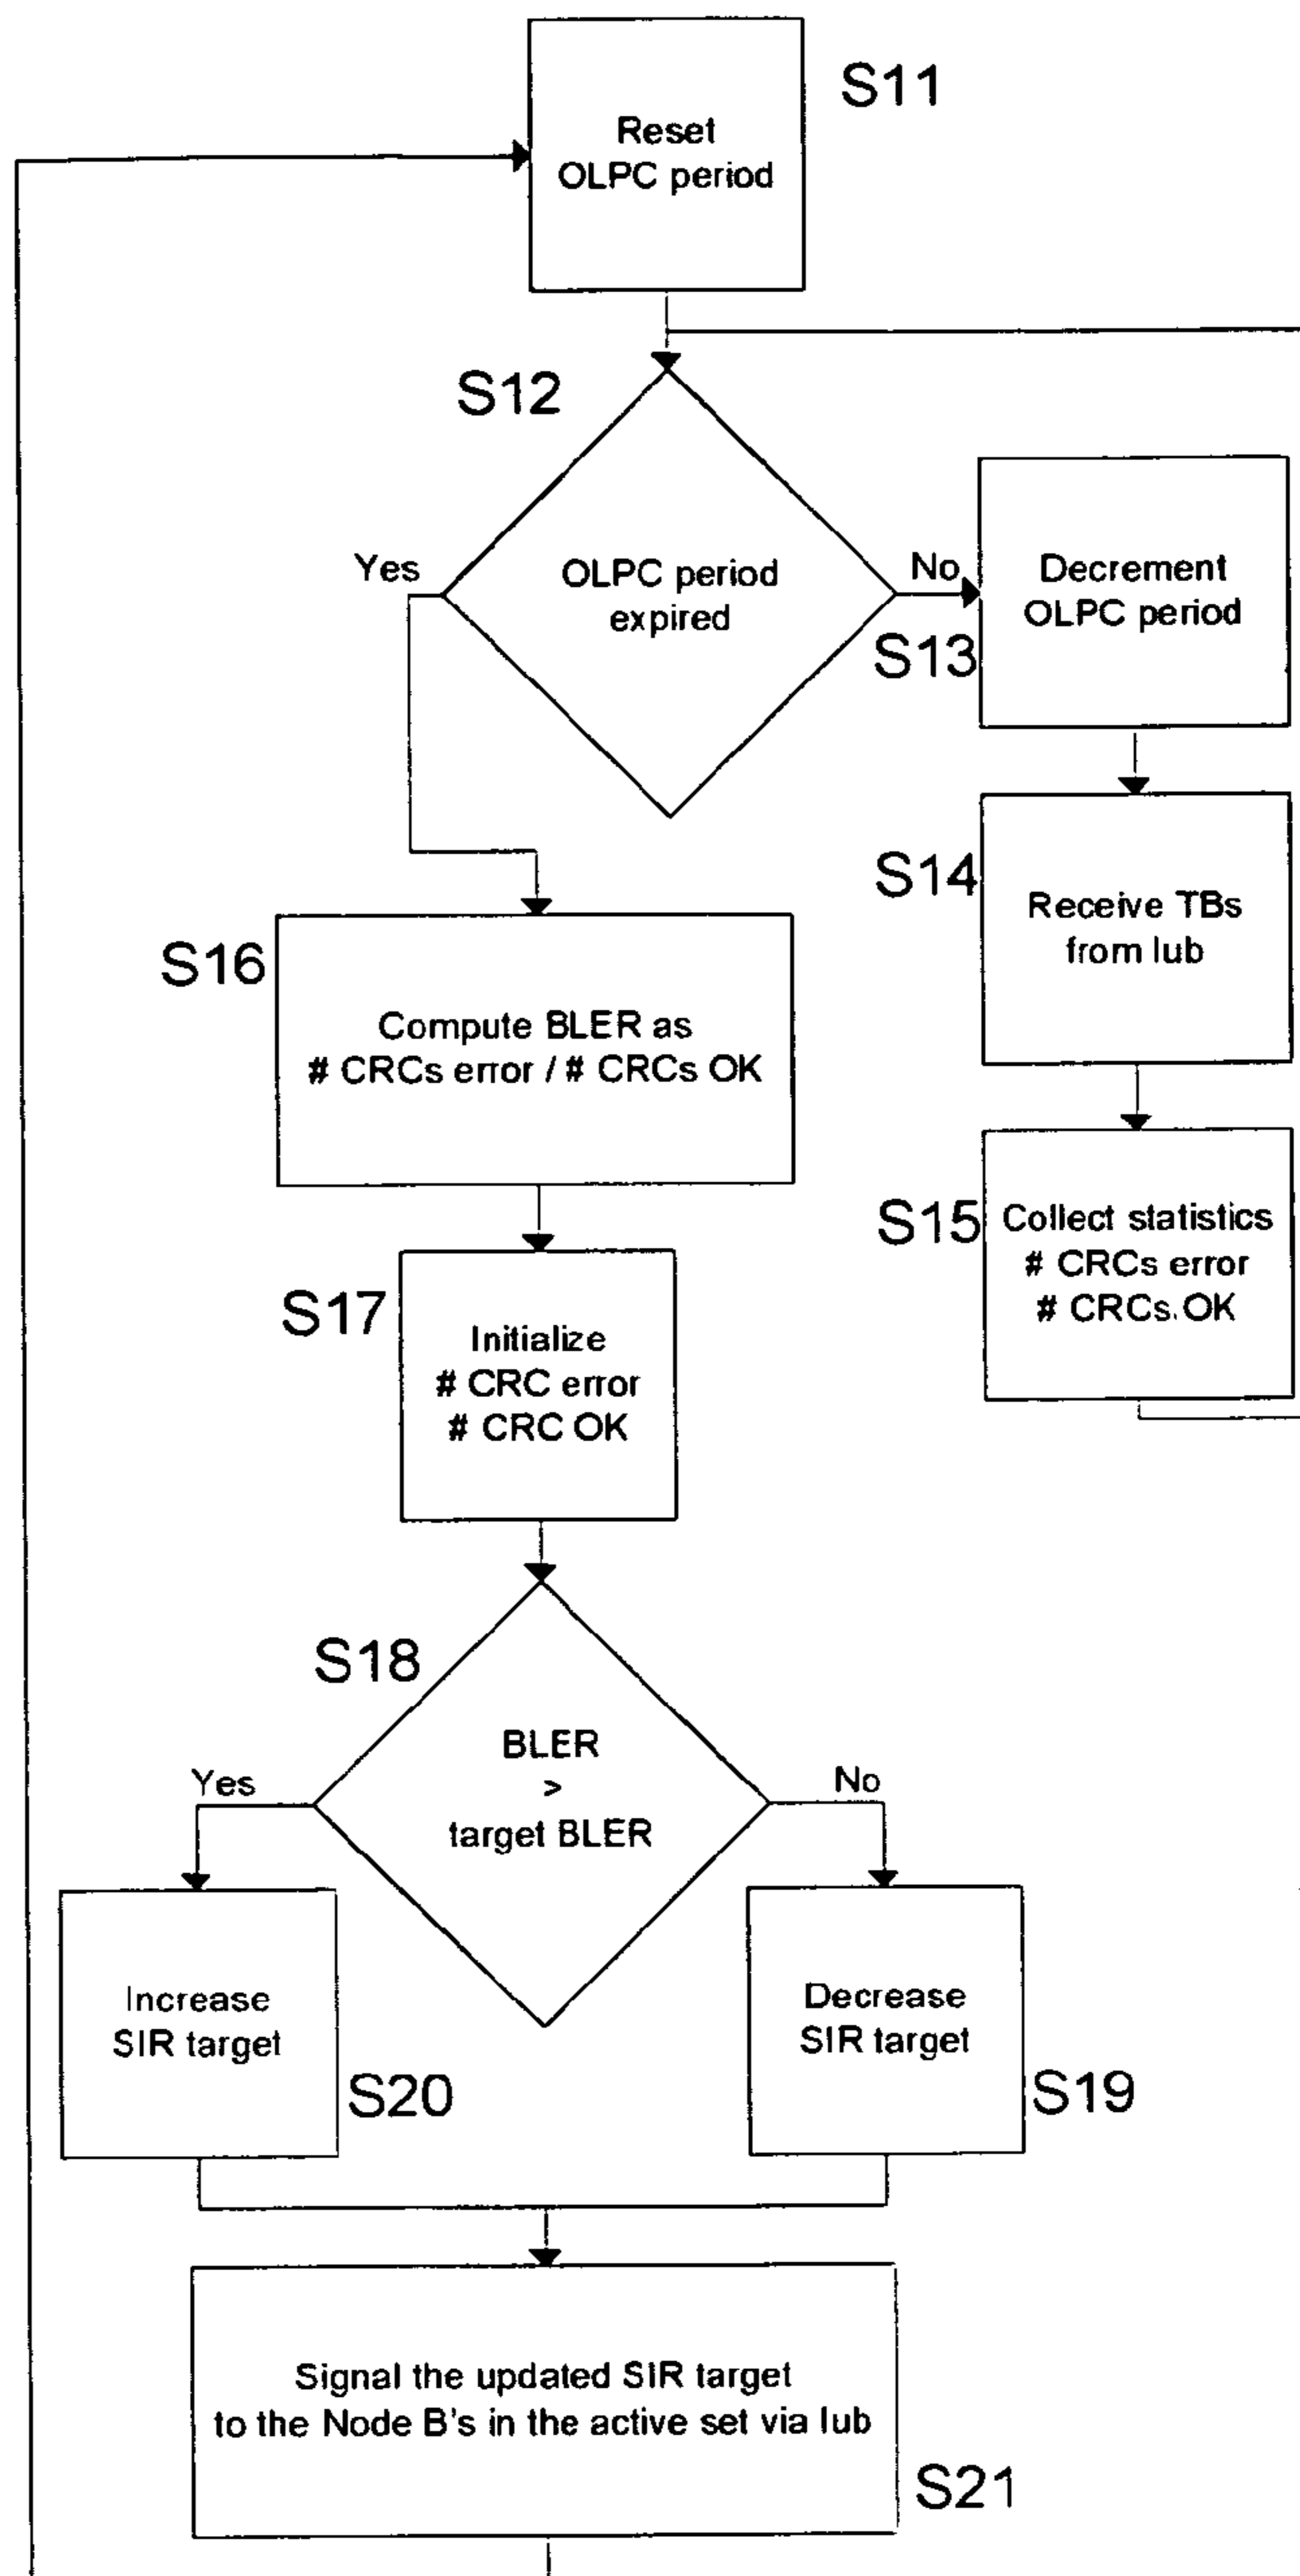 S11
Reset
OLPC period
S12
Yes
OLPC period
expired
No
S13
Decrement
OLPC period
S14
Receive TBs
from Iub
S16
Compute BLER as
# CRCs error / # CRCs OK
S15
Collect statistics
# CRCs error
# CRCs OK
S17
Initialize
# CRC error
# CRC OK
S18
BLER
>
target BLER
Yes
No
Increase
SIR target
S20
Decrease
SIR target
S19
Signal the updated SIR target
to the Node B's in the active set via Iub
S21